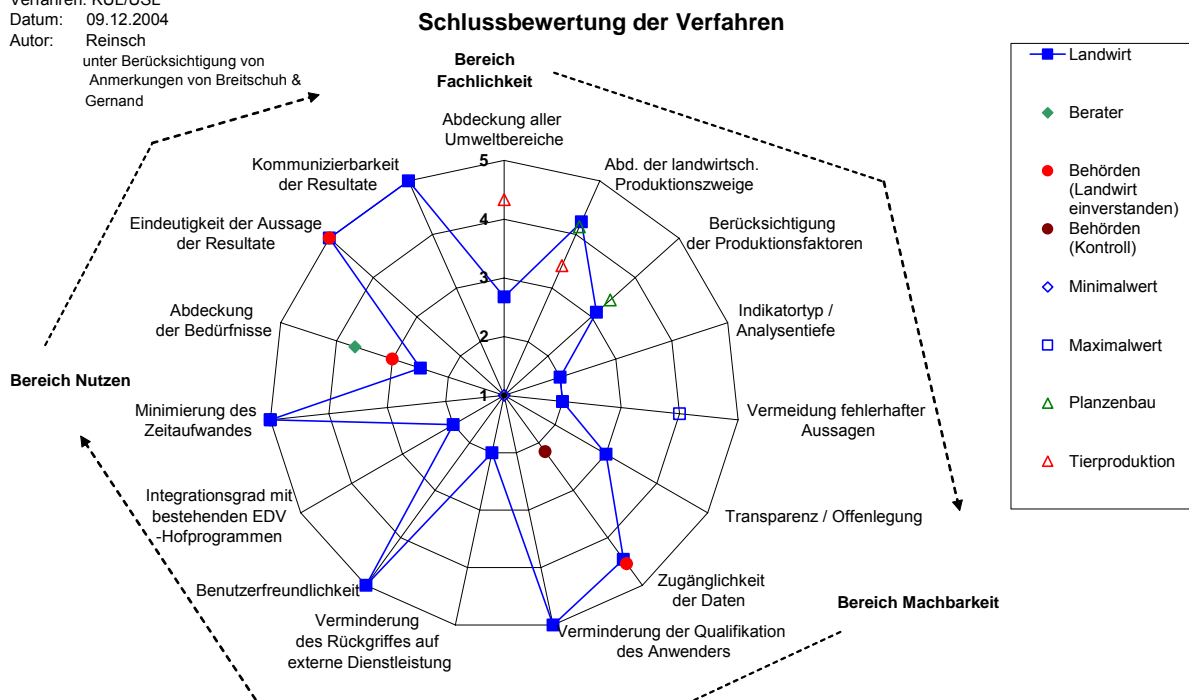 Verfahren: KUL/USL
Datum: 09.12.2004
Autor: Reinsch
unter Berücksichtigung von
Anmerkungen von Breitschuh &
Gernand
Schlussbewertung der Verfahren
Bereich
Fachlichkeit
Abdeckung aller
Umweltbereiche
Abd. der landwirtsch.
Produktionszweige
Berücksichtigung
der Produktionsfaktoren
Indikatortyp /
Analysentiefe
Vermeidung fehlerhafter
Aussagen
Transparenz / Offenlegung
Zugänglichkeit
der Daten
Bereich Machbarkeit
Verminderung der Qualifikation
des Anwenders
Verminderung
des Rückgriffes auf
externe Dienstleistung
Benutzerfreundlichkeit
Integrationsgrad mit
bestehenden EDV
-Hofprogrammen
Minimierung des
Zeitaufwandes
Bereich Nutzen
Abdeckung
der Bedürfnisse
Eindeutigkeit der Aussage
der Resultate
Kommunizierbarkeit
der Resultate
5
4
3
2
1
Landwirt
Berater
Behörden
(Landwirt
einverstanden)
Behörden
(Kontroll)
Minimalwert
Maximalwert
Planzenbau
Tierproduktion